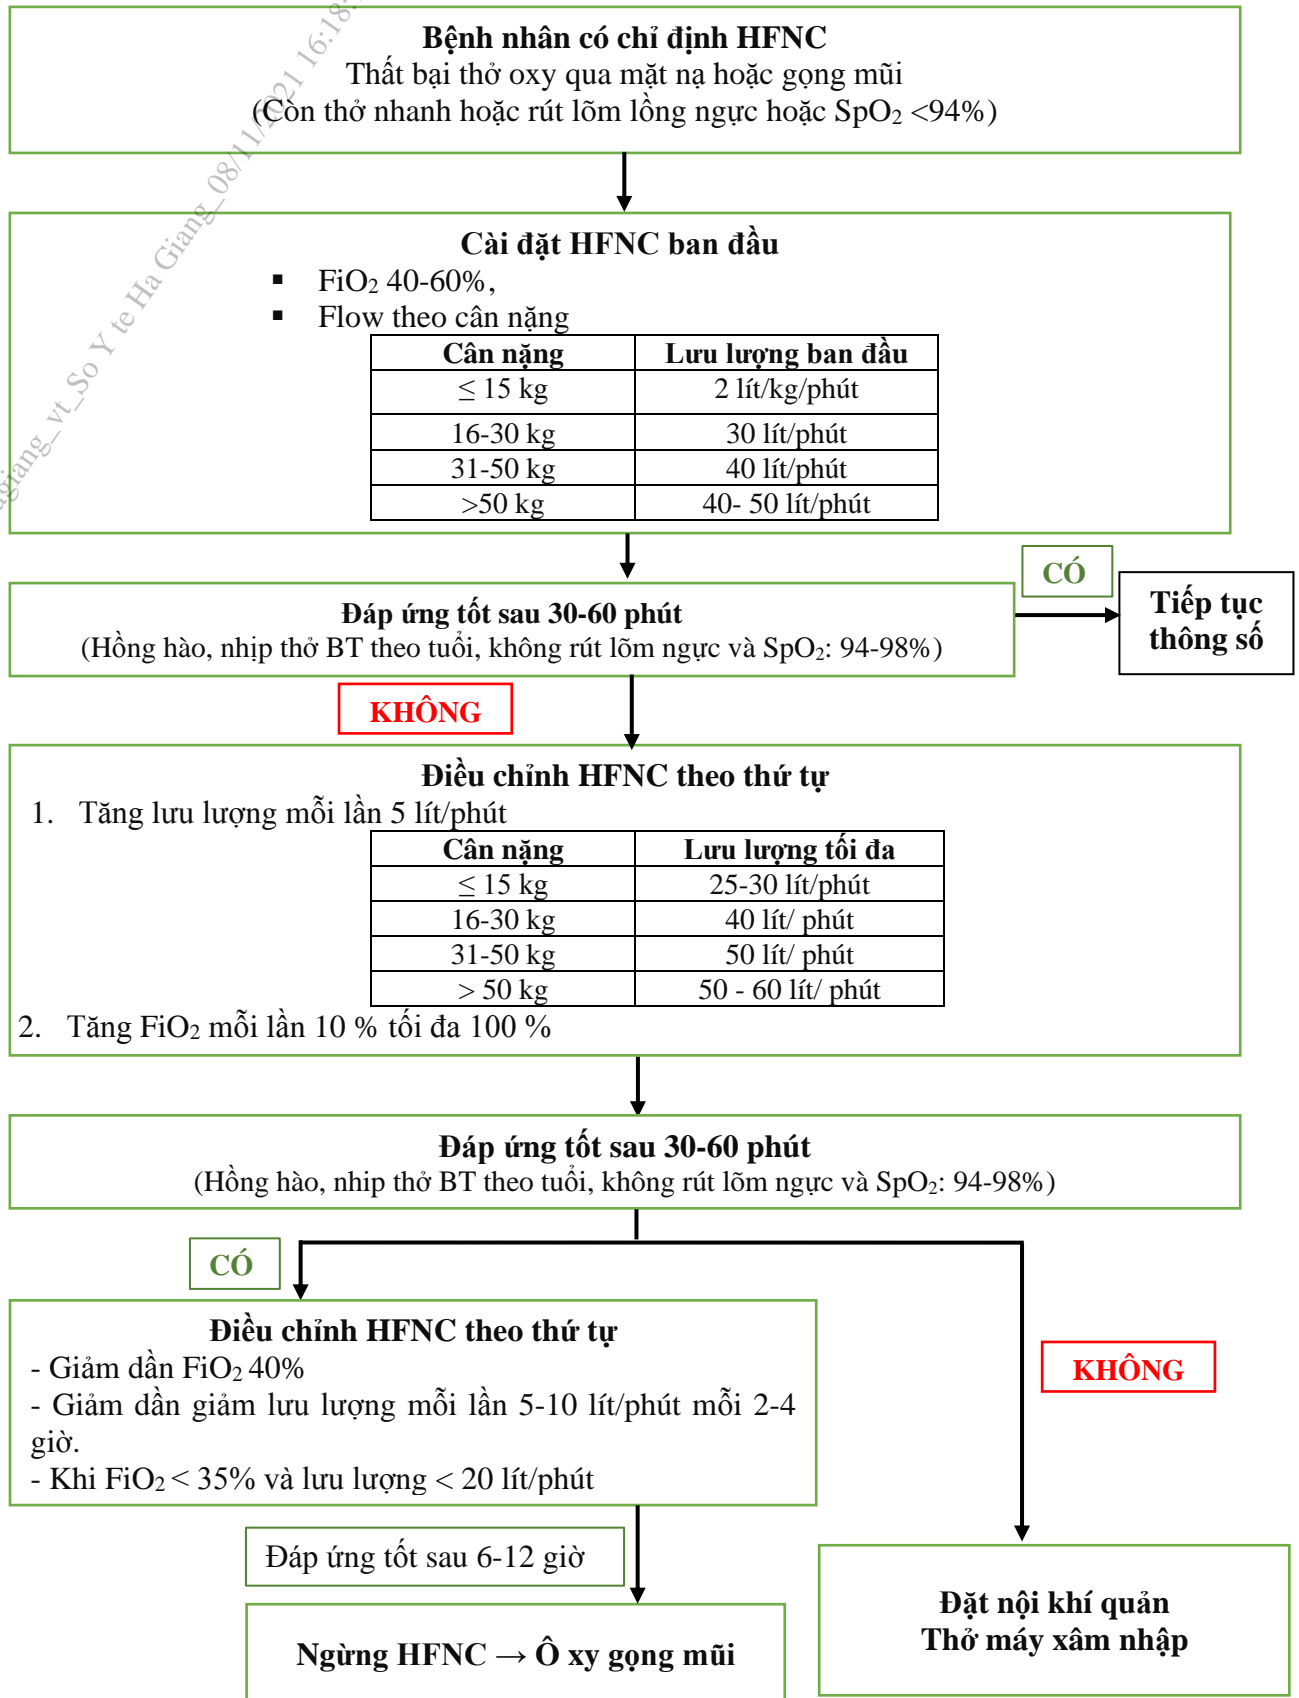 Bệnh nhân có chỉ định HFNC
Thất bại thở oxy qua mặt nạ hoặc gọng mũi
(Còn thở nhanh hoặc rút lõm lồng ngực hoặc SpO₂ <94%)
agiang_vt_So Y te Ha Giang_08/11/2021 16:18:
Cài đặt HFNC ban đầu
▪ FiO₂ 40-60%,
▪ Flow theo cân nặng
Cân nặng Lưu lượng ban đầu
≤ 15 kg 2 lít/kg/phút
16-30 kg 30 lít/phút
31-50 kg 40 lít/phút
>50 kg 40- 50 lít/phút
CÓ
Đáp ứng tốt sau 30-60 phút
(Hồng hào, nhịp thở BT theo tuổi, không rút lõm ngực và SpO₂: 94-98%)
Tiếp tục
thông số
KHÔNG
Điều chỉnh HFNC theo thứ tự
1. Tăng lưu lượng mỗi lần 5 lít/phút
Cân nặng Lưu lượng tối đa
≤ 15 kg 25-30 lít/phút
16-30 kg 40 lít/ phút
31-50 kg 50 lít/ phút
> 50 kg 50 - 60 lít/ phút
2. Tăng FiO₂ mỗi lần 10 % tối đa 100 %
Đáp ứng tốt sau 30-60 phút
(Hồng hào, nhip thở BT theo tuổi, không rút lõm ngực và SpO₂: 94-98%)
CÓ
Điều chỉnh HFNC theo thứ tự
- Giảm dần FiO₂ 40%
- Giảm dần giảm lưu lượng mỗi lần 5-10 lít/phút mỗi 2-4
giờ.
- Khi FiO₂ < 35% và lưu lượng < 20 lít/phút
KHÔNG
Đáp ứng tốt sau 6-12 giờ
Ngừng HFNC → Ô xy gọng mũi
Đặt nội khí quản
Thở máy xâm nhập